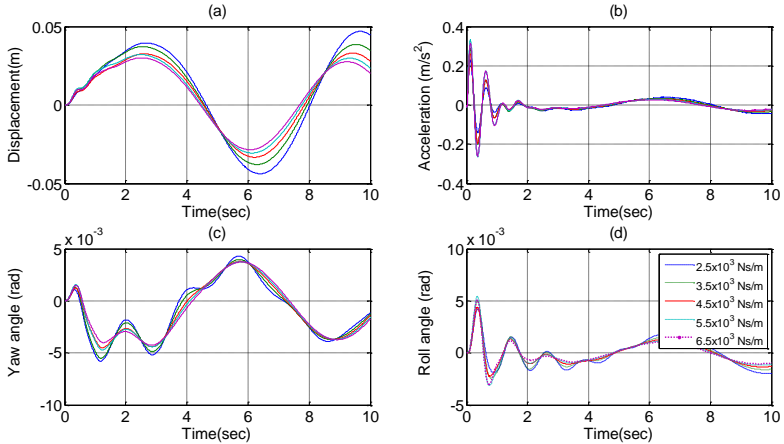 (a)
0.05
0
-0.05
Displacement(m)
0 2 4 6 8 10
Time(sec)
(b)
0.4
0.2
0
-0.2
-0.4
Acceleration (m/s²)
0 2 4 6 8 10
Time(sec)
(c)
x 10⁻³
5
0
-5
-10
Yaw angle (rad)
0 2 4 6 8 10
Time(sec)
(d)
x 10⁻³
10
5
0
-5
Roll angle (rad)
0 2 4 6 8 10
Time(sec)
2.5x10³ Ns/m
3.5x10³ Ns/m
4.5x10³ Ns/m
5.5x10³ Ns/m
6.5x10³ Ns/m